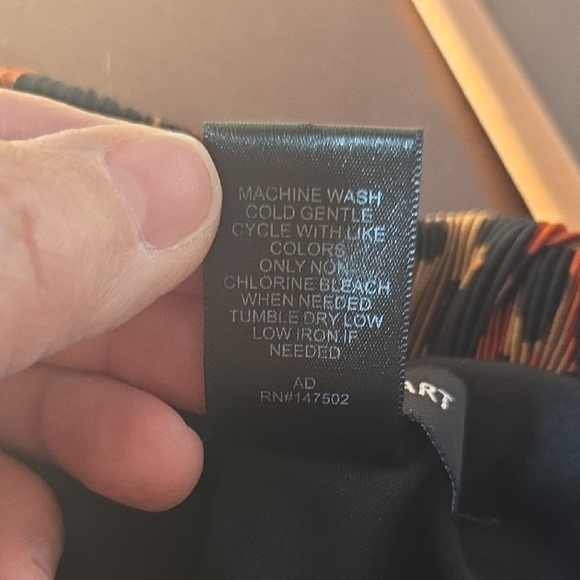 MACHINE WASH
COLD GENTLE
CYCLE WITH LIKE
COLORS
ONLY NON-
CHLORINE BLEACH
WHEN NEEDED
TUMBLE DRY LOW
LOW IRON IF
NEEDED
AD
RN#147502
ART